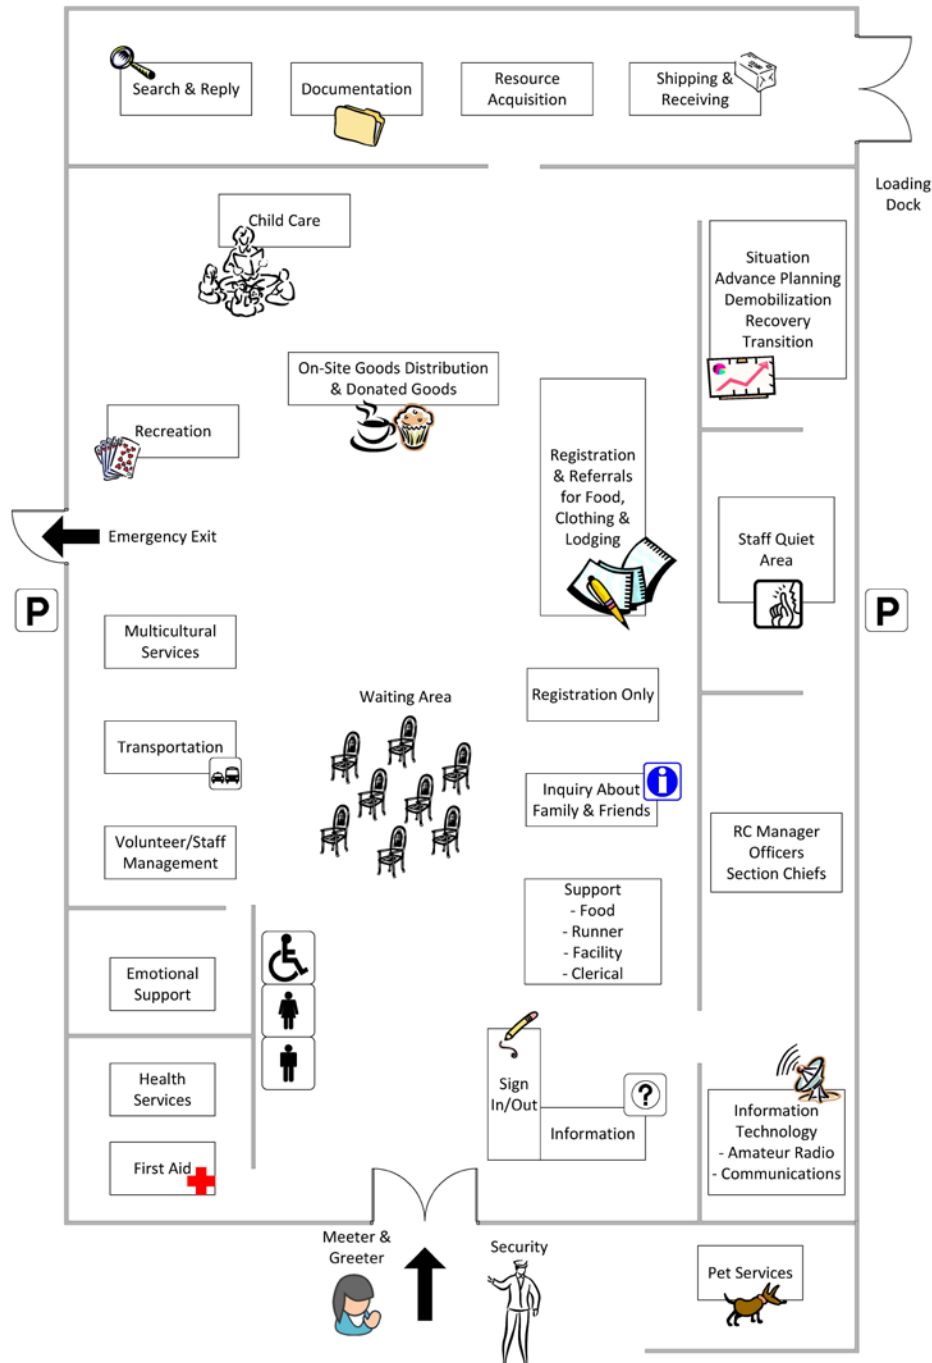 Search & Reply
Documentation
Resource
Acquisition
Shipping &
Receiving
Loading
Dock
Child Care
Situation
Advance Planning
Demobilization
Recovery
Transition
On-Site Goods Distribution
& Donated Goods
Recreation
Registration
& Referrals
for Food,
Clothing &
Lodging
Emergency Exit
Staff Quiet
Area
P
P
Multicultural
Services
Waiting Area
Registration Only
Transportation
Inquiry About
Family & Friends
i
Volunteer/Staff
Management
RC Manager
Officers
Section Chiefs
Support
- Food
- Runner
- Facility
- Clerical
Emotional
Support
Health
Services
Sign
In/Out
?
Information
Information
Technology
- Amateur Radio
- Communications
First Aid
Meeter &
Greeter
Security
Pet Services